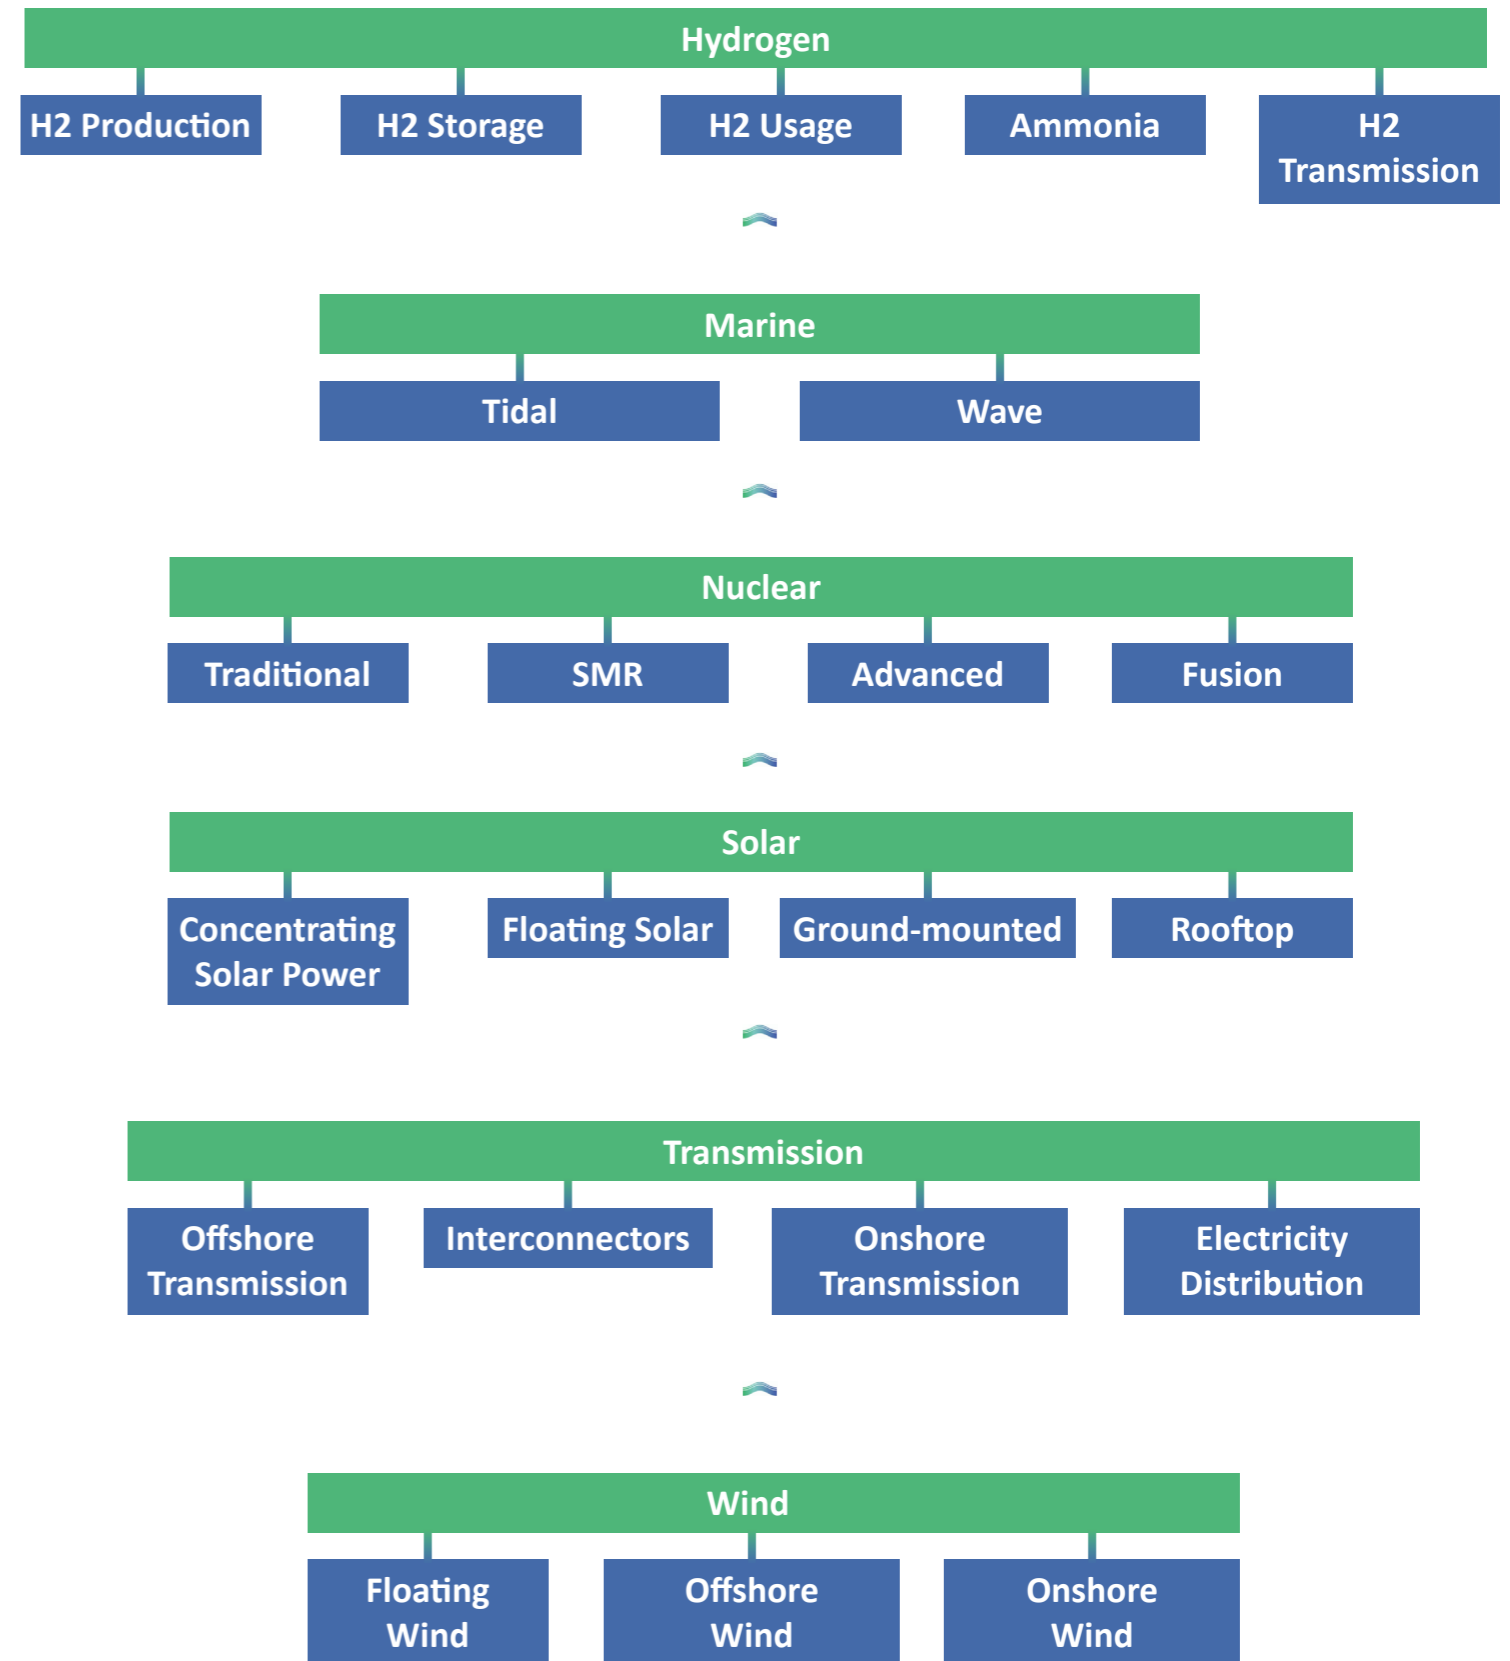 Hydrogen
H2 Production
H2 Storage
H2 Usage
Ammonia
H2
Transmission
Marine
Tidal
Wave
Nuclear
Traditional
SMR
Advanced
Fusion
Solar
Concentrating
Solar Power
Floating Solar
Ground-mounted
Rooftop
Transmission
Offshore
Transmission
Interconnectors
Onshore
Transmission
Electricity
Distribution
Wind
Floating
Wind
Offshore
Wind
Onshore
Wind